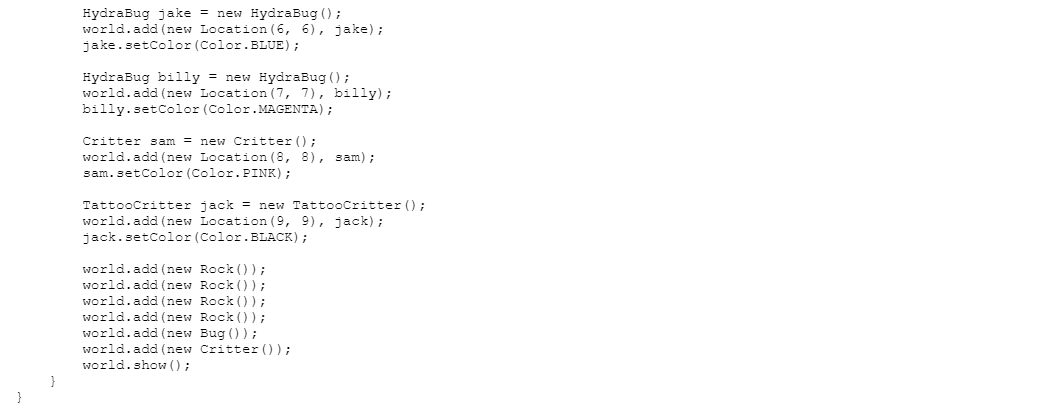 HydraBug jake = new HydraBug();
world.add(new Location(6, 6), jake);
jake.setColor(Color.BLUE);
HydraBug billy = new HydraBug();
world.add(new Location(7, 7), billy);
billy.setColor(Color.MAGENTA);
Critter sam = new Critter();
world.add(new Location(8, 8), sam);
sam.setColor(Color.PINK);
TattooCritter jack = new TattooCritter();
world.add(new Location(9, 9), jack);
jack.setColor(Color.BLACK);
world.add(new Rock());
world.add(new Rock());
world.add(new Rock());
world.add(new Rock());
world.add(new Bug());
world.add(new Critter());
world.show();
}
}